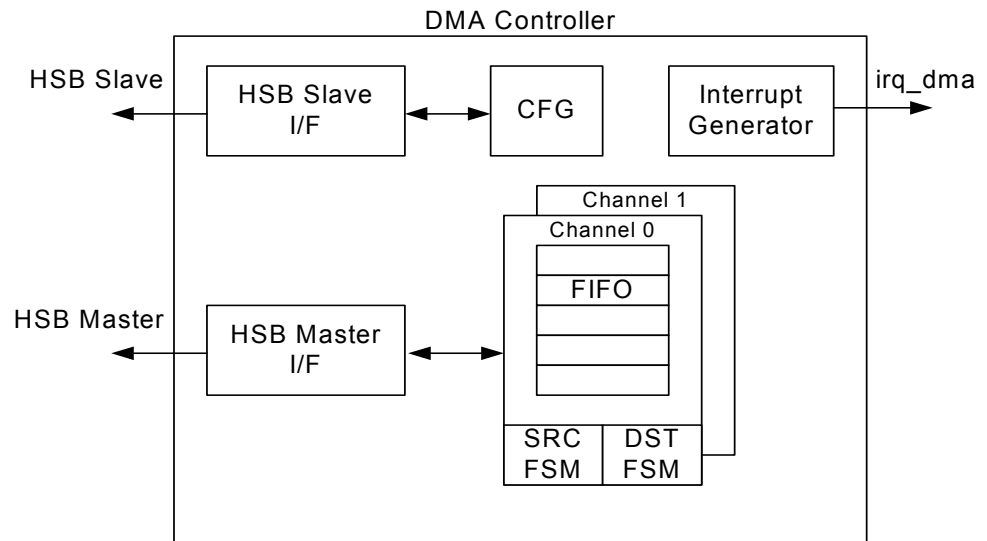 DMA Controller
HSB Slave
HSB Slave
I/F
CFG
Interrupt
Generator
irq_dma
Channel 1
Channel 0
FIFO
HSB Master
HSB Master
I/F
SRC
FSM
DST
FSM